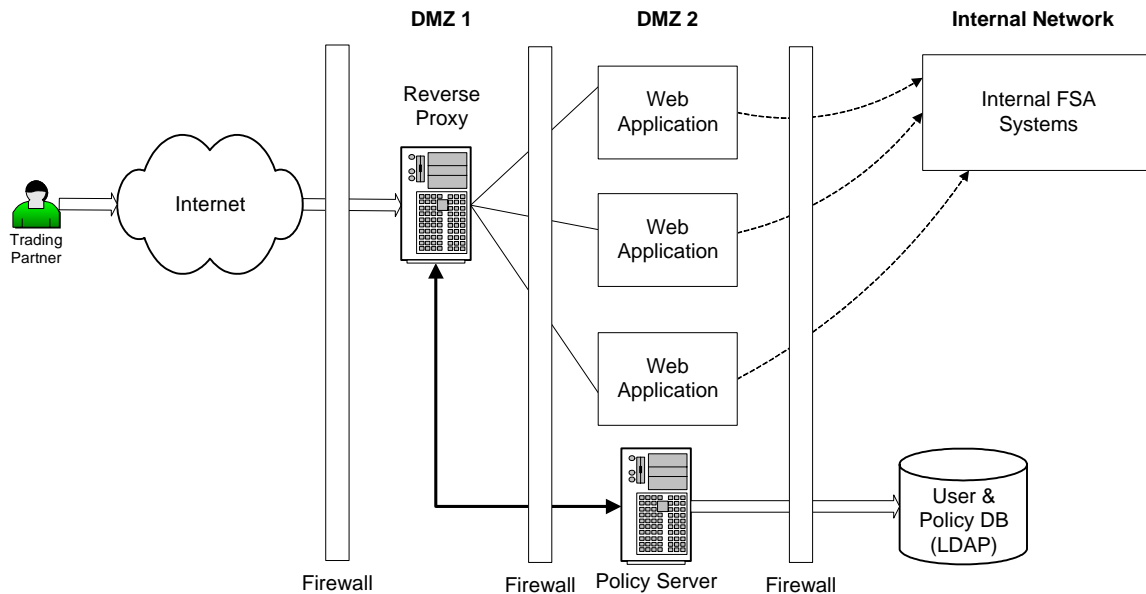 DMZ 1
DMZ 2
Internal Network
Reverse
Proxy
Web
Application
Internal FSA
Systems
Internet
Trading
Partner
Web
Application
Web
Application
User &
Policy DB
(LDAP)
Firewall
Firewall
Policy Server
Firewall